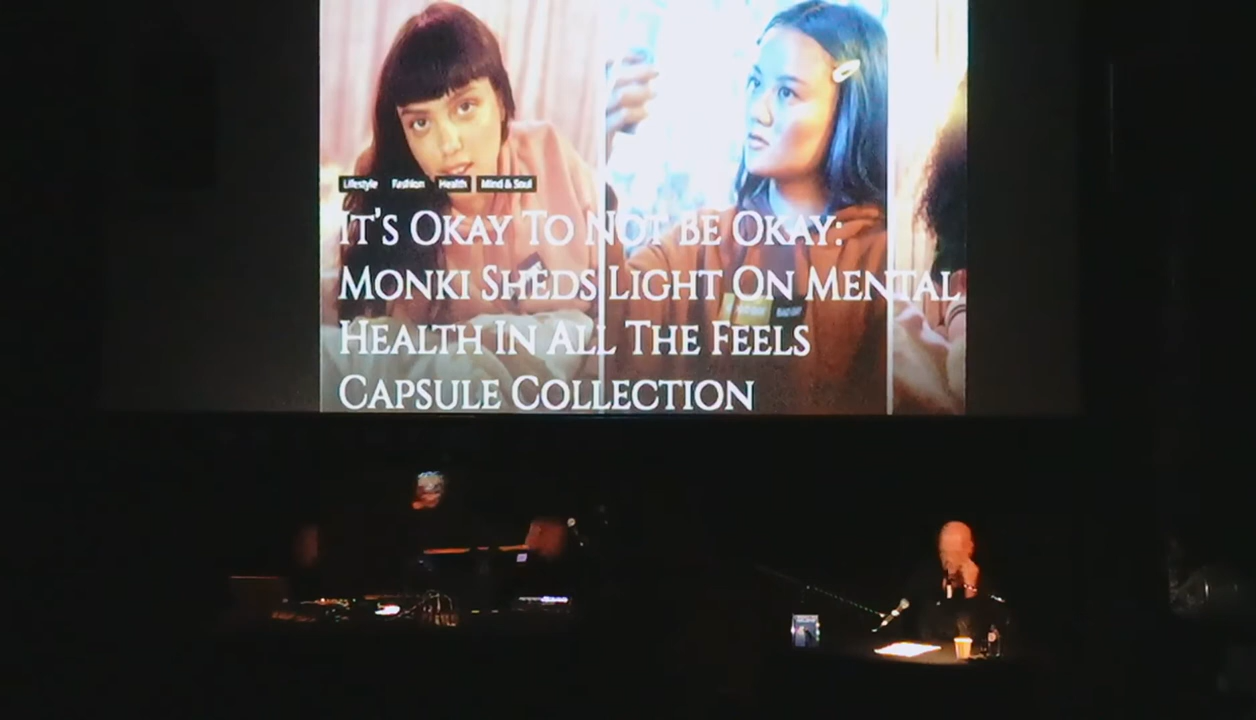 Lifestyle Fashion Health Mind & Soul
IT'S OKAY TO NOT BE OKAY:
MONKI SHEDS LIGHT ON MENTAL
HEALTH IN ALL THE FEELS
CAPSULE COLLECTION